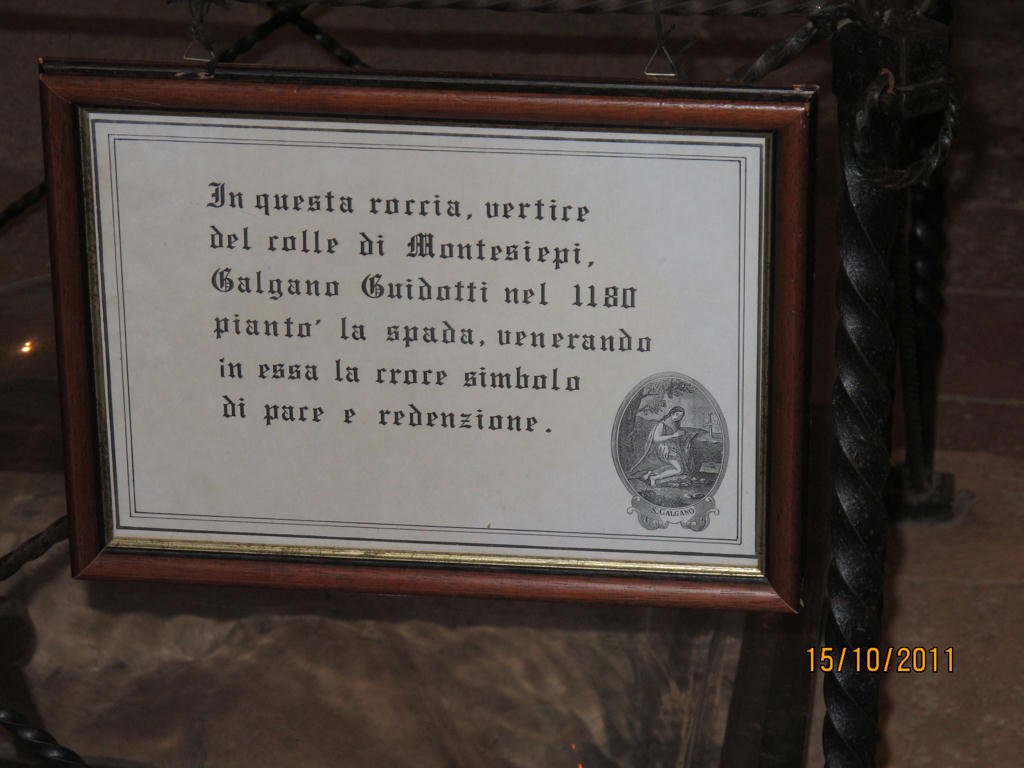 In questa roccia, vertice
del colle di Montesiepi,
Galgano Guidotti nel 1180
pianto' la spada, venerando
in essa la croce simbolo
di pace e redenzione.
S. GALGANO
15/10/2011